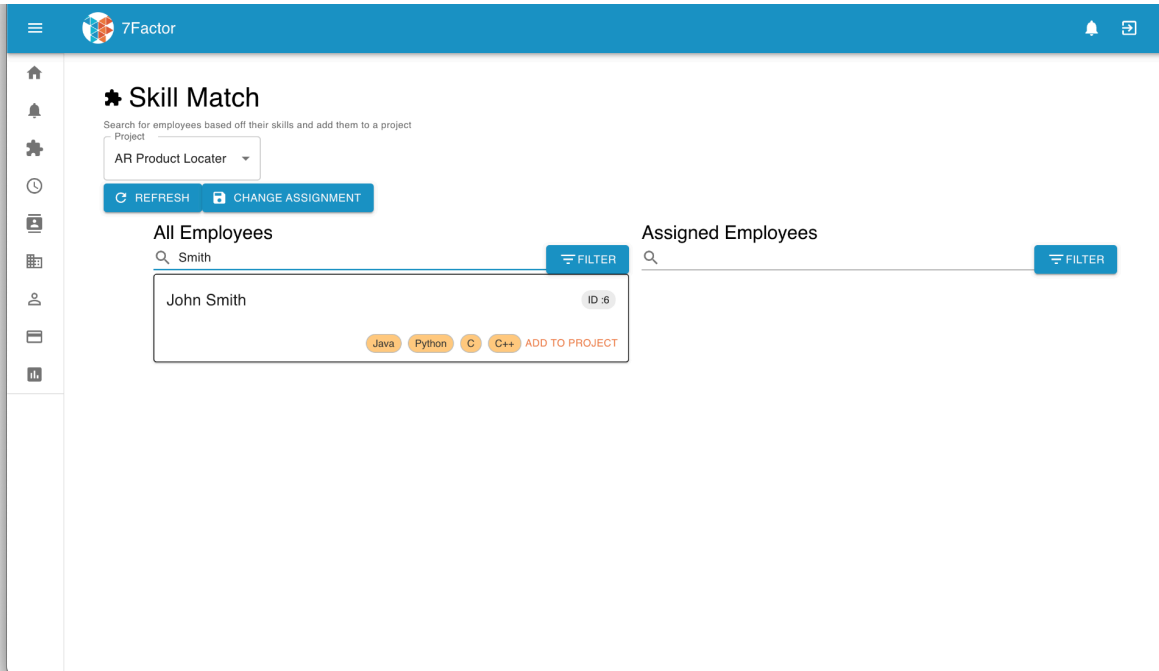 7Factor
Skill Match
Search for employees based off their skills and add them to a project
Project
AR Product Locater
REFRESH
CHANGE ASSIGNMENT
All Employees
Assigned Employees
Smith
FILTER
FILTER
John Smith
ID :6
Java
Python
C
C++
ADD TO PROJECT